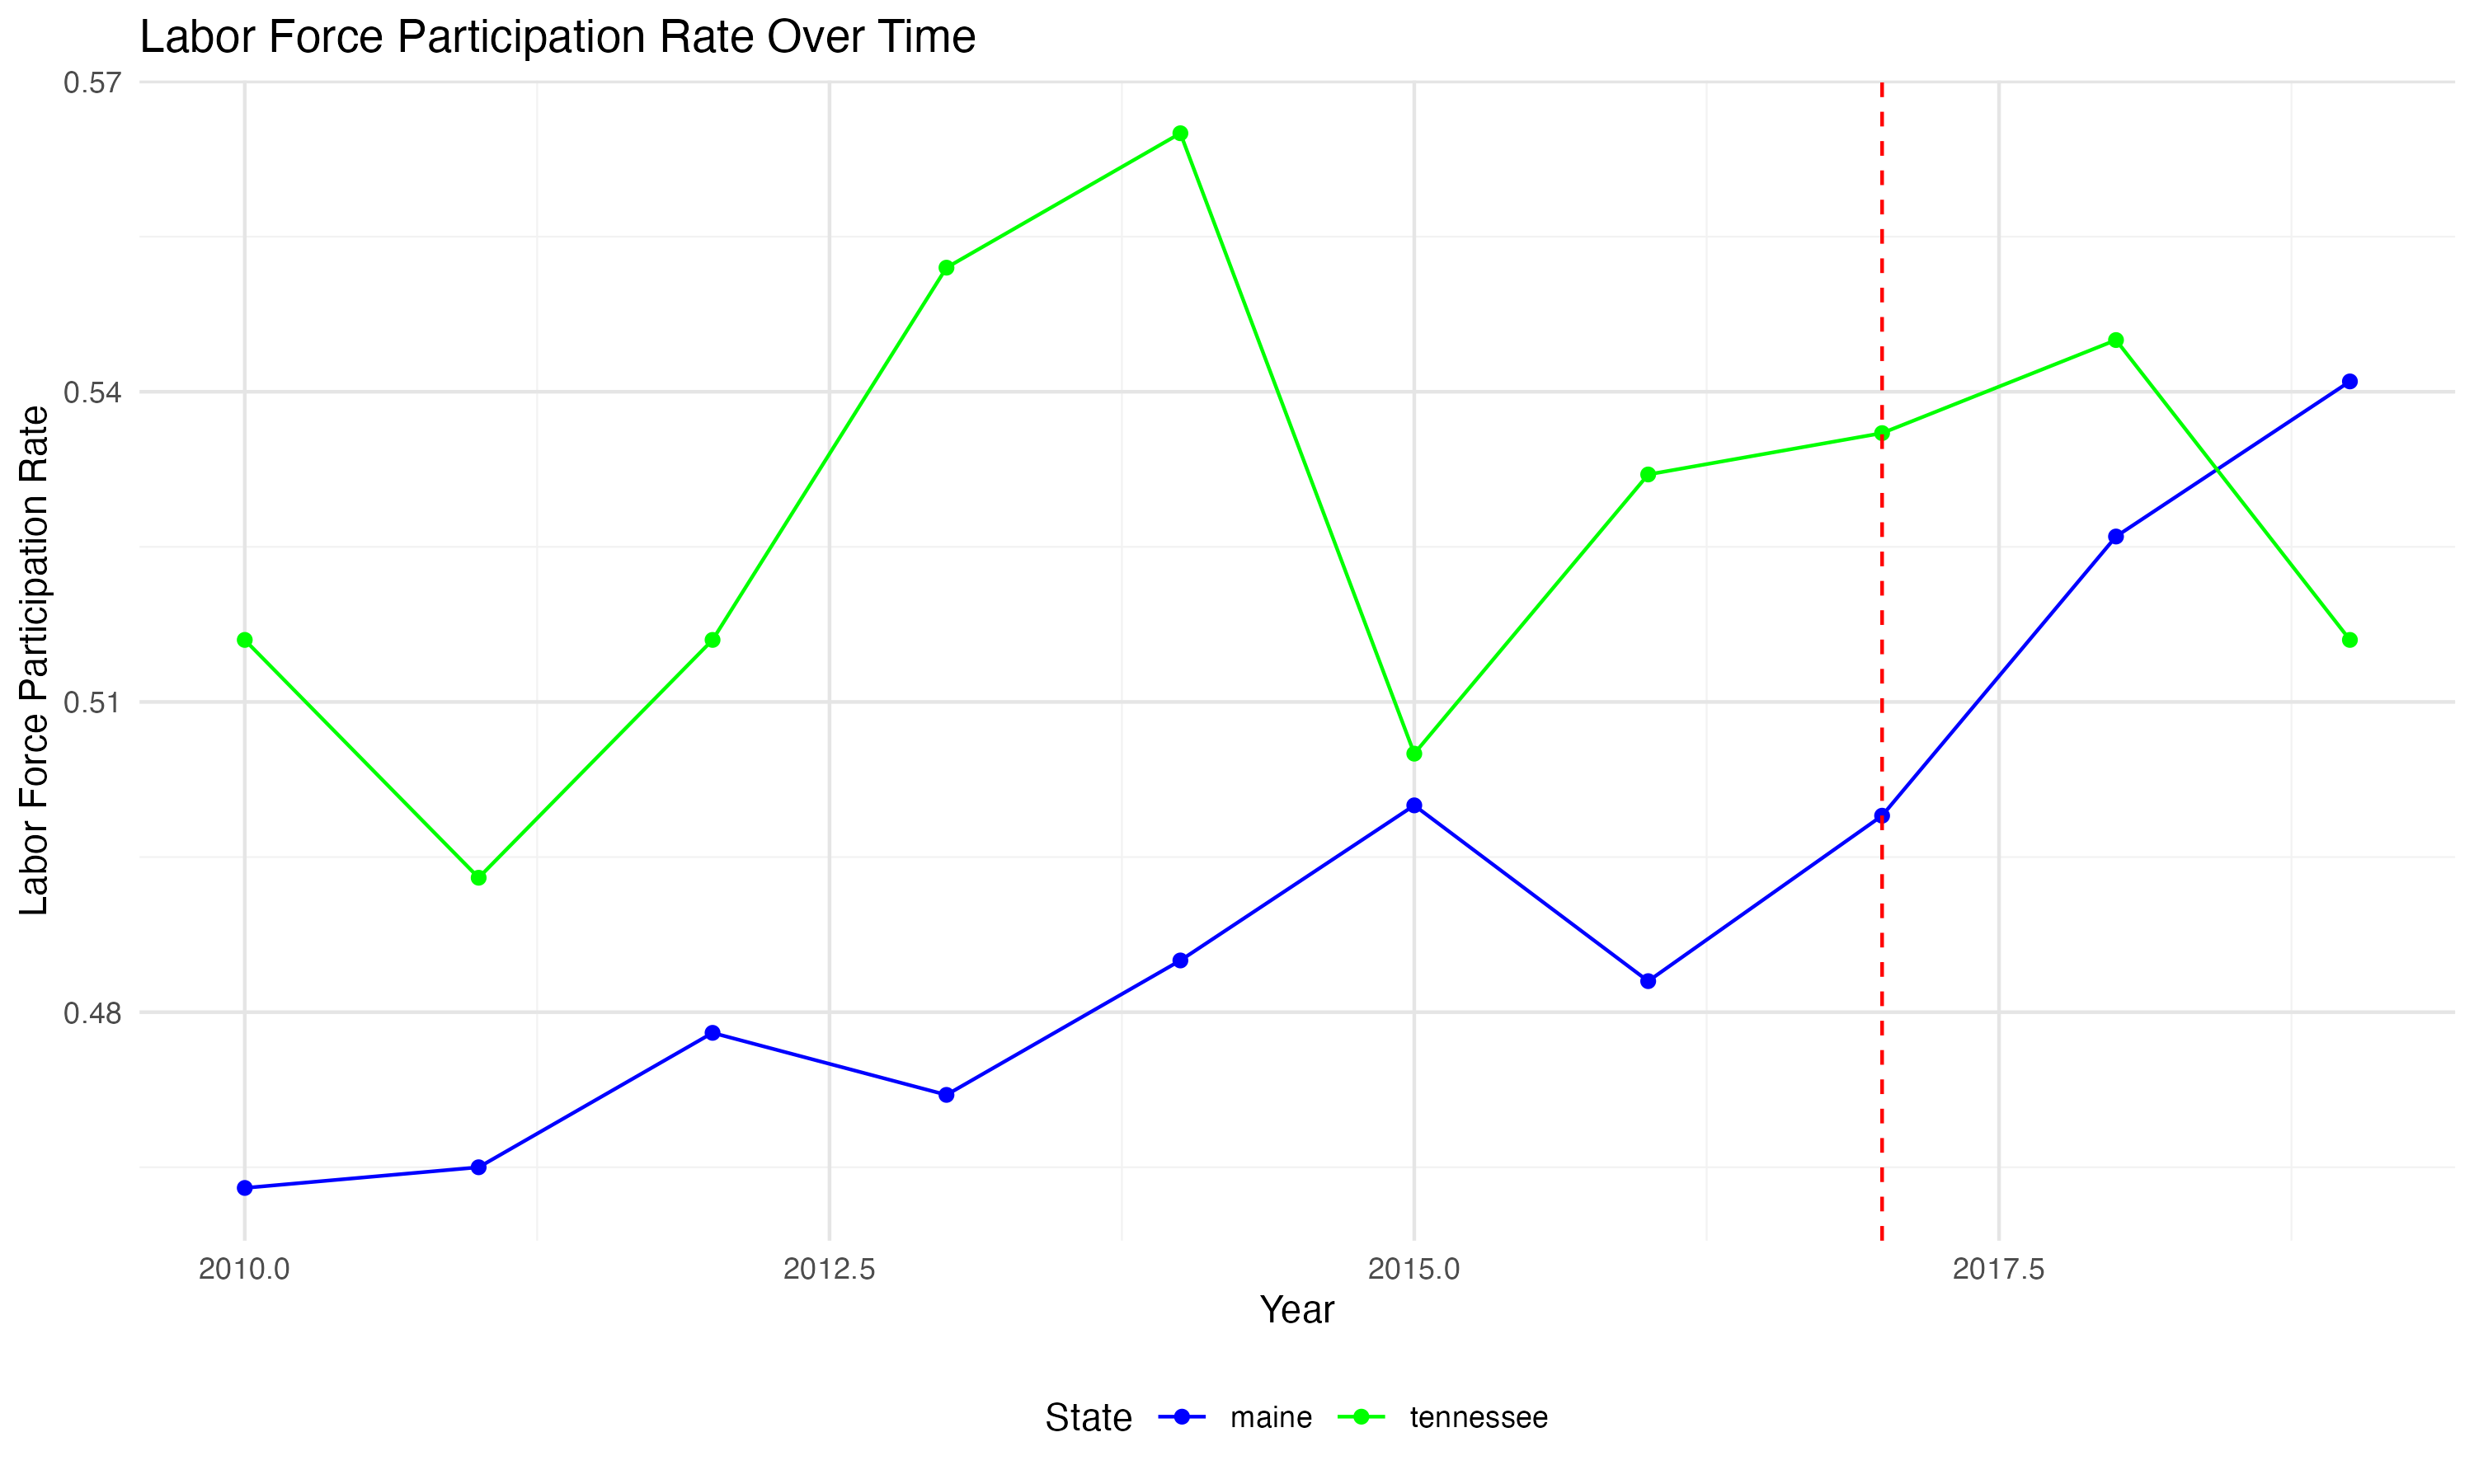 Labor Force Participation Rate Over Time
Labor Force Participation Rate
0.57
0.54
0.51
0.48
2010.0 2012.5 2015.0 2017.5
Year
State maine tennessee